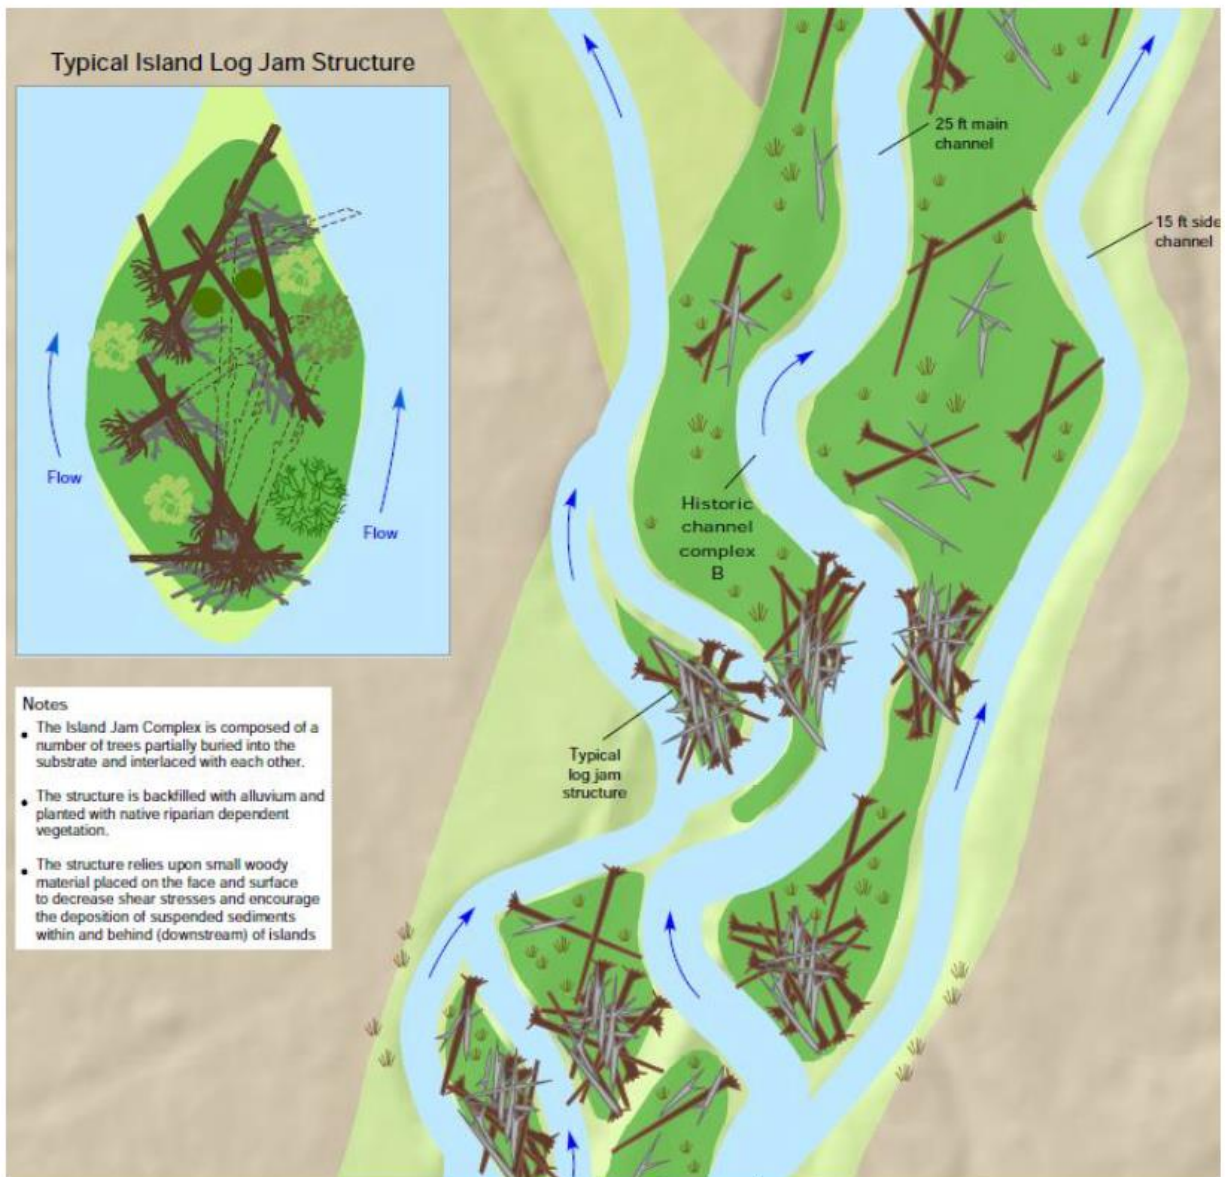 Typical Island Log Jam Structure
Flow
Flow
Notes
• The Island Jam Complex is composed of a
number of trees partially buried into the
substrate and interlaced with each other.
• The structure is backfilled with alluvium and
planted with native riparian dependent
vegetation.
• The structure relies upon small woody
material placed on the face and surface
to decrease shear stresses and encourage
the deposition of suspended sediments
within and behind (downstream) of islands
25 ft main
channel
15 ft side
channel
Historic
channel
complex
B
Typical
log jam
structure